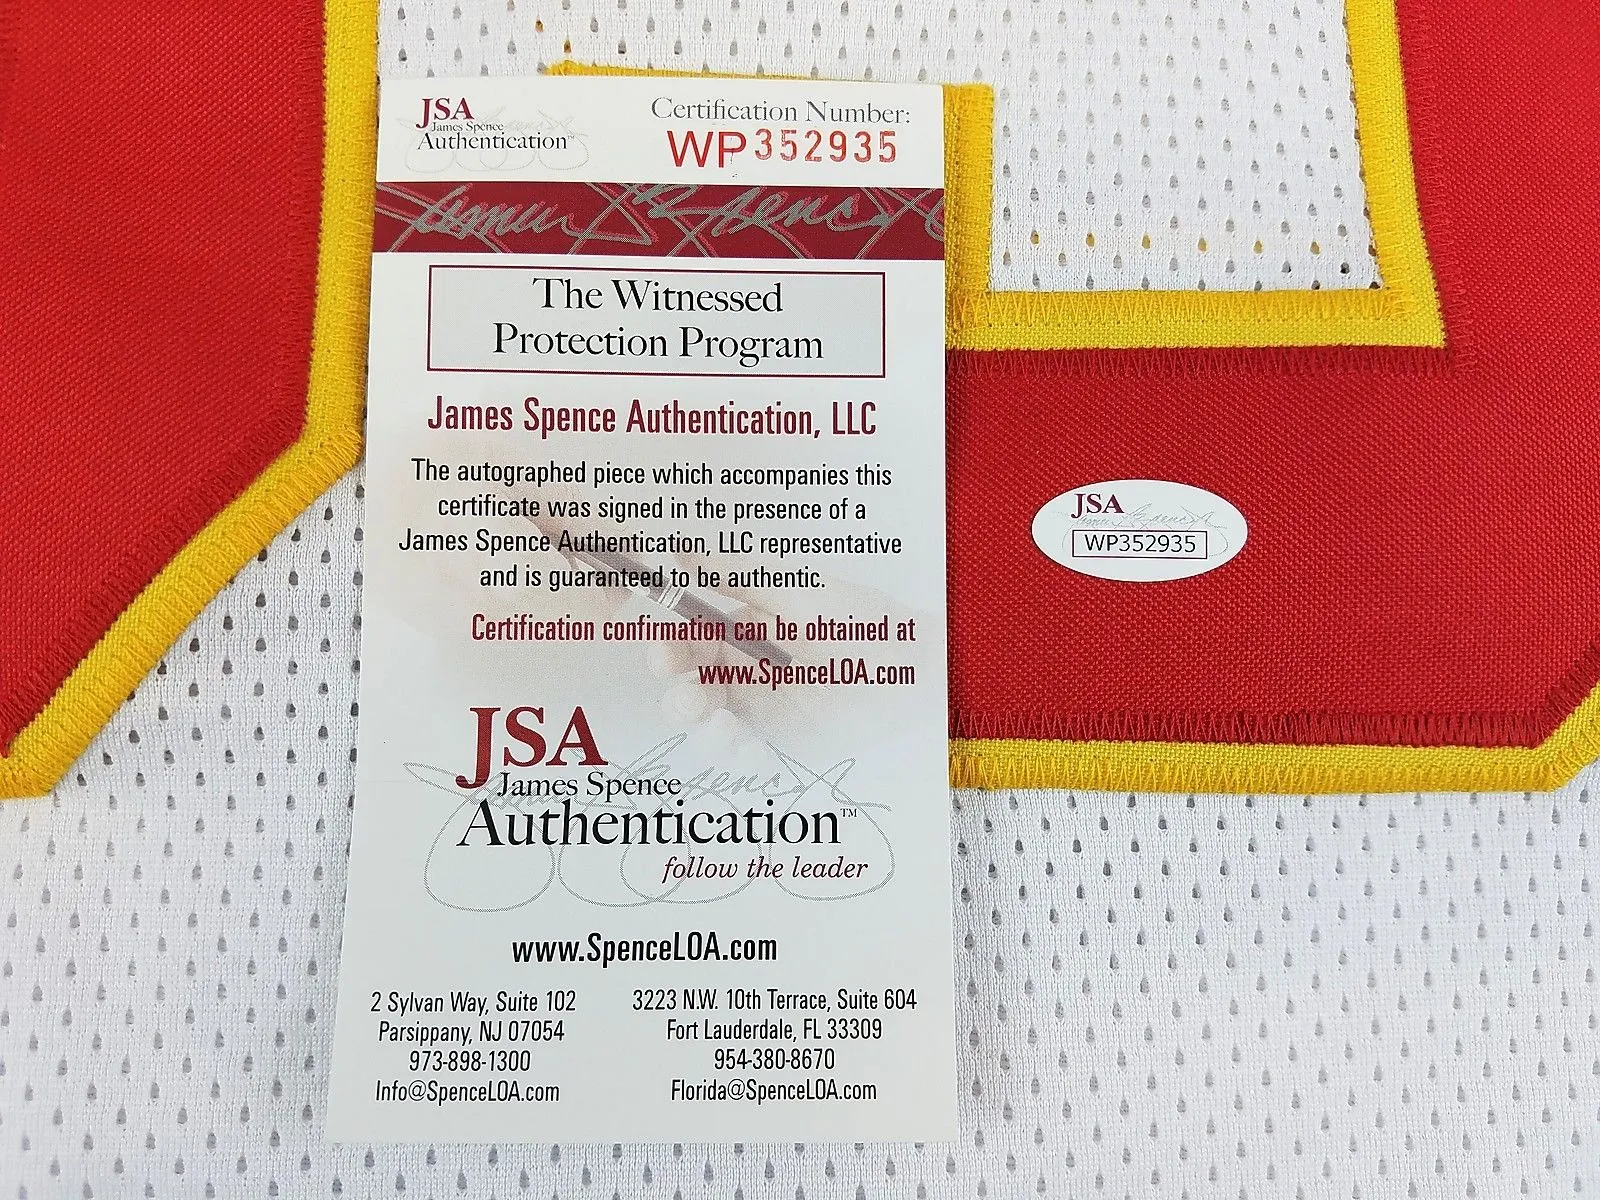 JSA
James Spence
Authentication™
Certification Number:
WP352935
James Spence
The Witnessed
Protection Program
James Spence Authentication, LLC
The autographed piece which accompanies this
certificate was signed in the presence of a
James Spence Authentication, LLC representative
and is guaranteed to be authentic.
Certification confirmation can be obtained at
www.SpenceLOA.com
JSA
James Spence
Authentication™
follow the leader
www.SpenceLOA.com
2 Sylvan Way, Suite 102
Parsippany, NJ 07054
973-898-1300
Info@SpenceLOA.com
3223 N.W. 10th Terrace, Suite 604
Fort Lauderdale, FL 33309
954-380-8670
Florida@SpenceLOA.com
JSA
WP352935